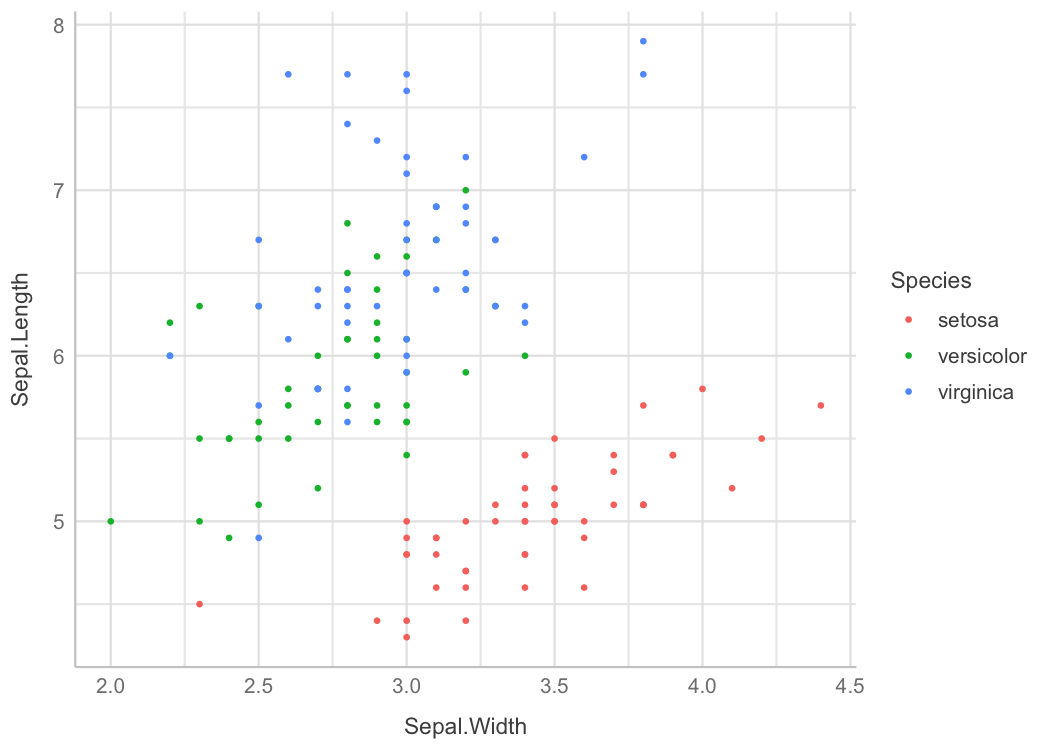 8
7
6
5
Sepal.Length
2.0 2.5 3.0 3.5 4.0 4.5
Sepal.Width
Species
setosa
versicolor
virginica